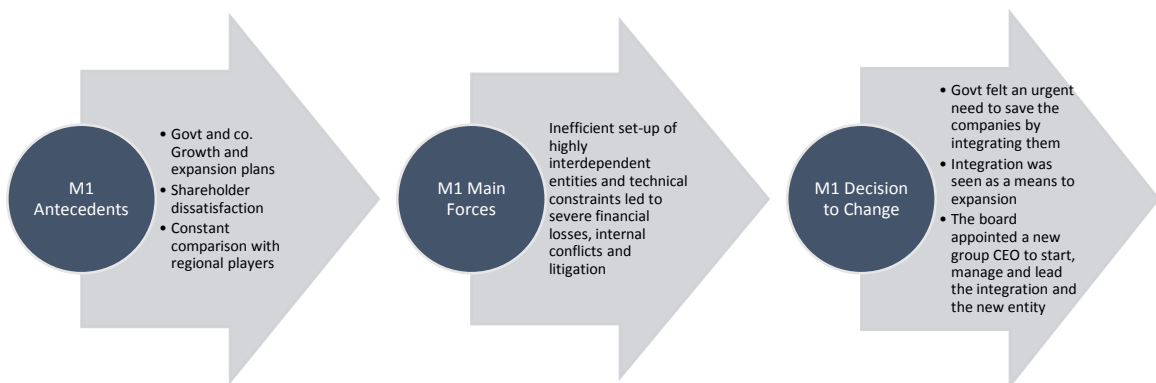 M1
Antecedents
• Govt and co.
Growth and
expansion plans
• Shareholder
dissatisfaction
• Constant
comparison with
regional players
M1 Main
Forces
Inefficient set-up of
highly
interdependent
entities and technical
constraints led to
severe financial
losses, internal
conflicts and
litigation
M1 Decision
to Change
• Govt felt an urgent
need to save the
companies by
integrating them
• Integration was
seen as a means to
expansion
• The board
appointed a new
group CEO to start,
manage and lead
the integration and
the new entity